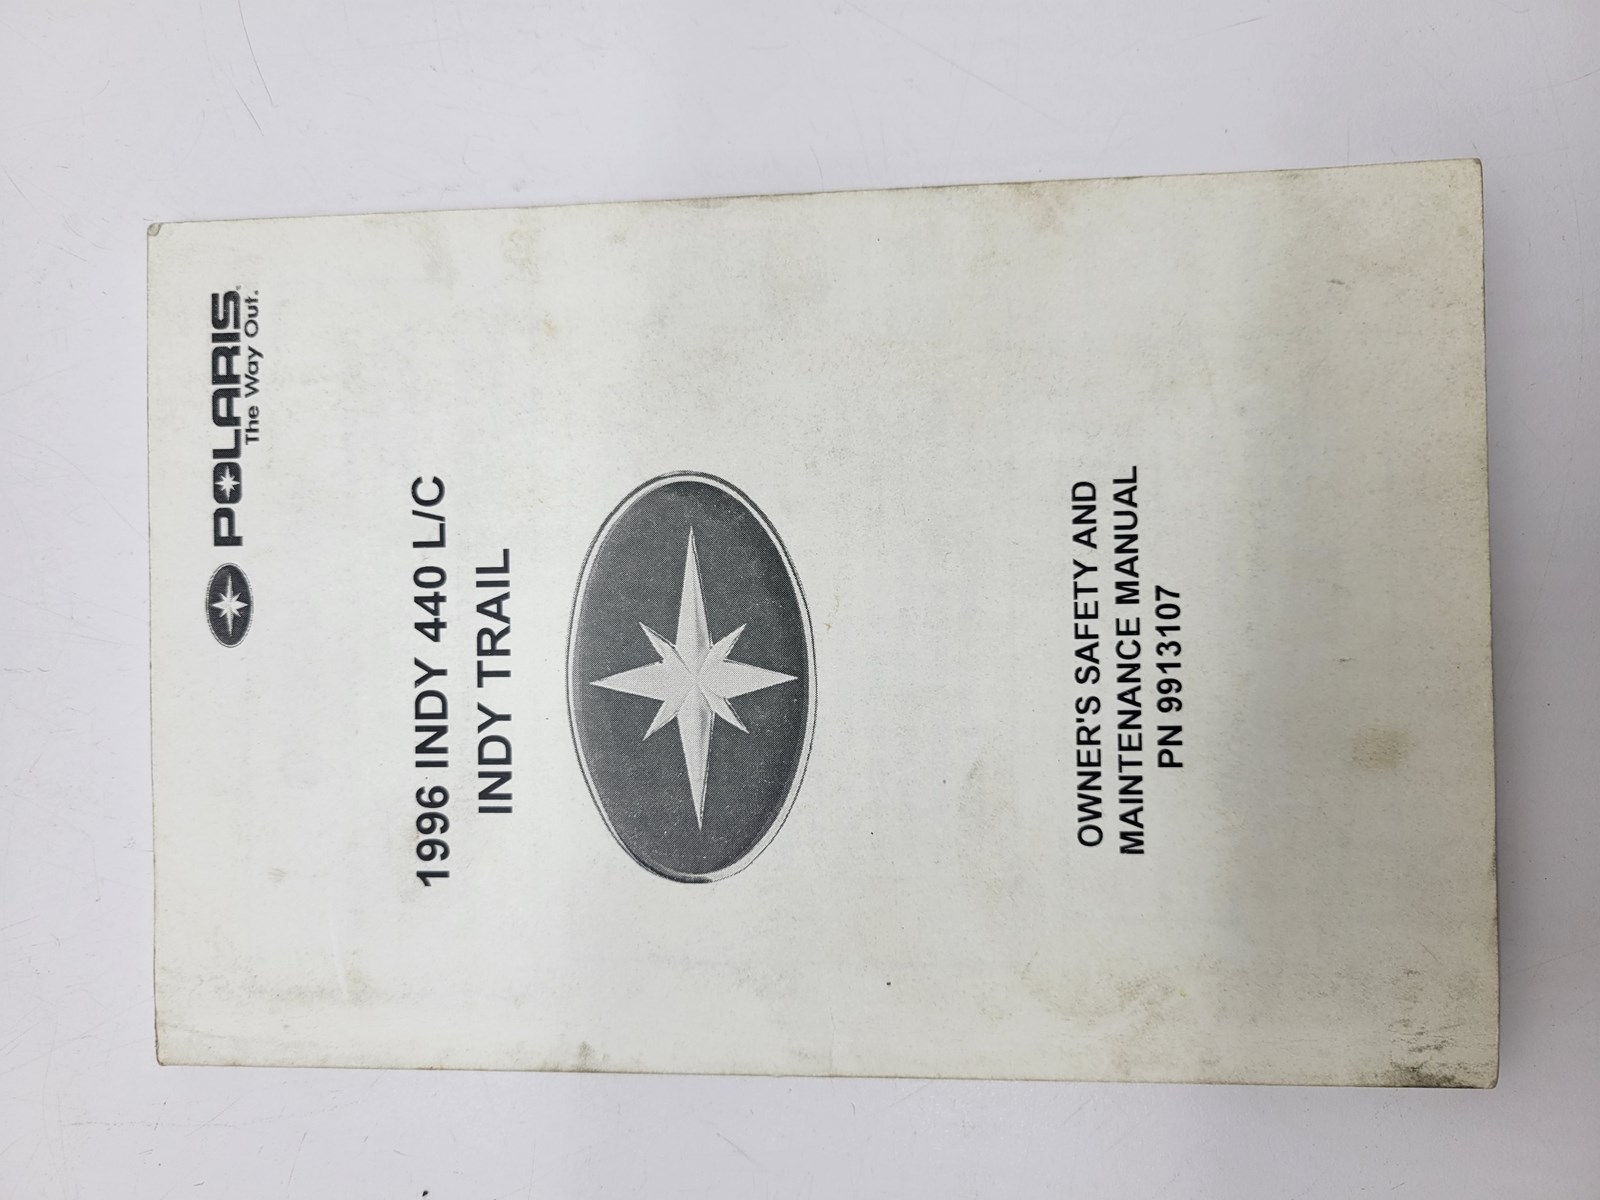 POLARIS®
The Way Out.
1996 INDY 440 L/C
INDY TRAIL
OWNER'S SAFETY AND
MAINTENANCE MANUAL
PN 9913107